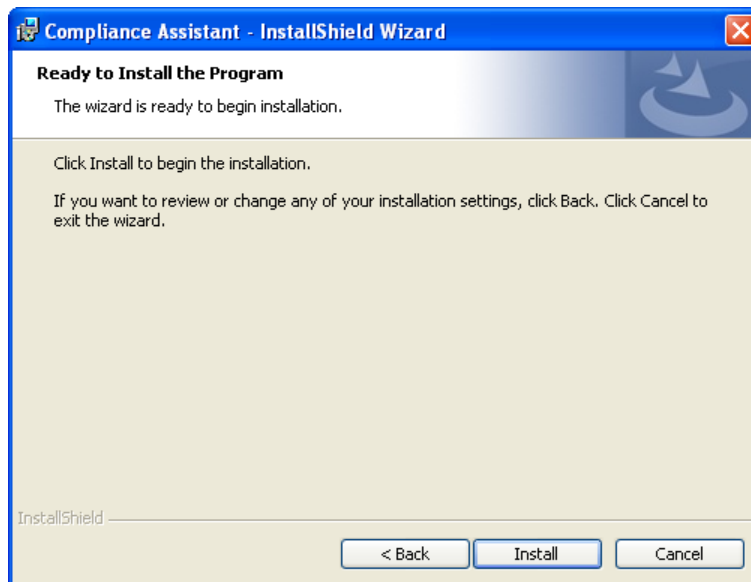 Compliance Assistant - InstallShield Wizard
Ready to Install the Program
The wizard is ready to begin installation.
Click Install to begin the installation.
If you want to review or change any of your installation settings, click Back. Click Cancel to
exit the wizard.
InstallShield
< Back
Install
Cancel